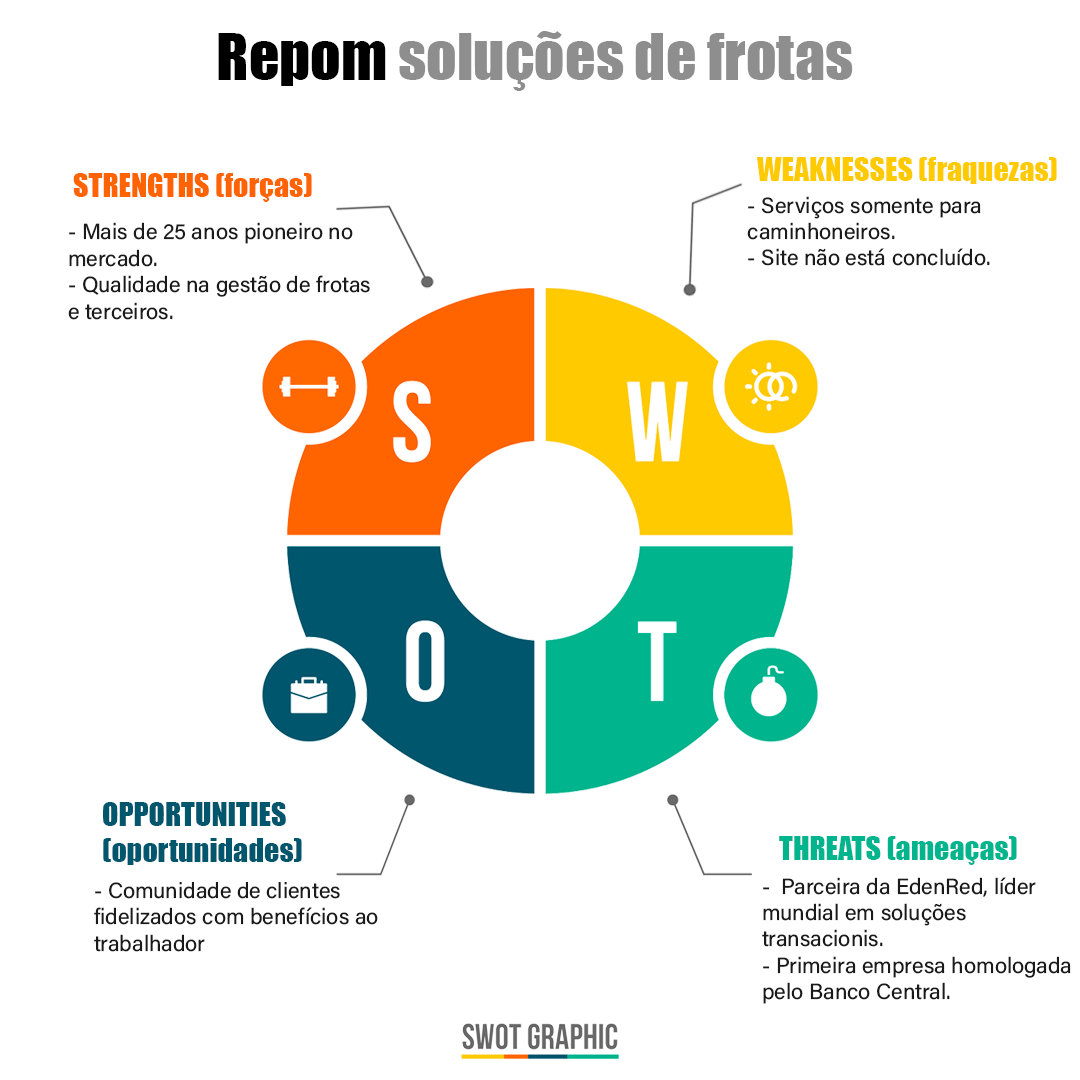 Repom soluções de frotas
STRENGTHS (forças)
- Mais de 25 anos pioneiro no
mercado.
- Qualidade na gestão de frotas
e terceiros.
WEAKNESSES (fraquezas)
- Serviços somente para
caminhoneiros.
- Site não está concluído.
S
W
O
T
OPPORTUNITIES
(oportunidades)
- Comunidade de clientes
fidelizados com benefícios ao
trabalhador
THREATS (ameaças)
- Parceira da EdenRed, líder
mundial em soluções
transacionis.
- Primeira empresa homologada
pelo Banco Central.
SWOT GRAPHIC